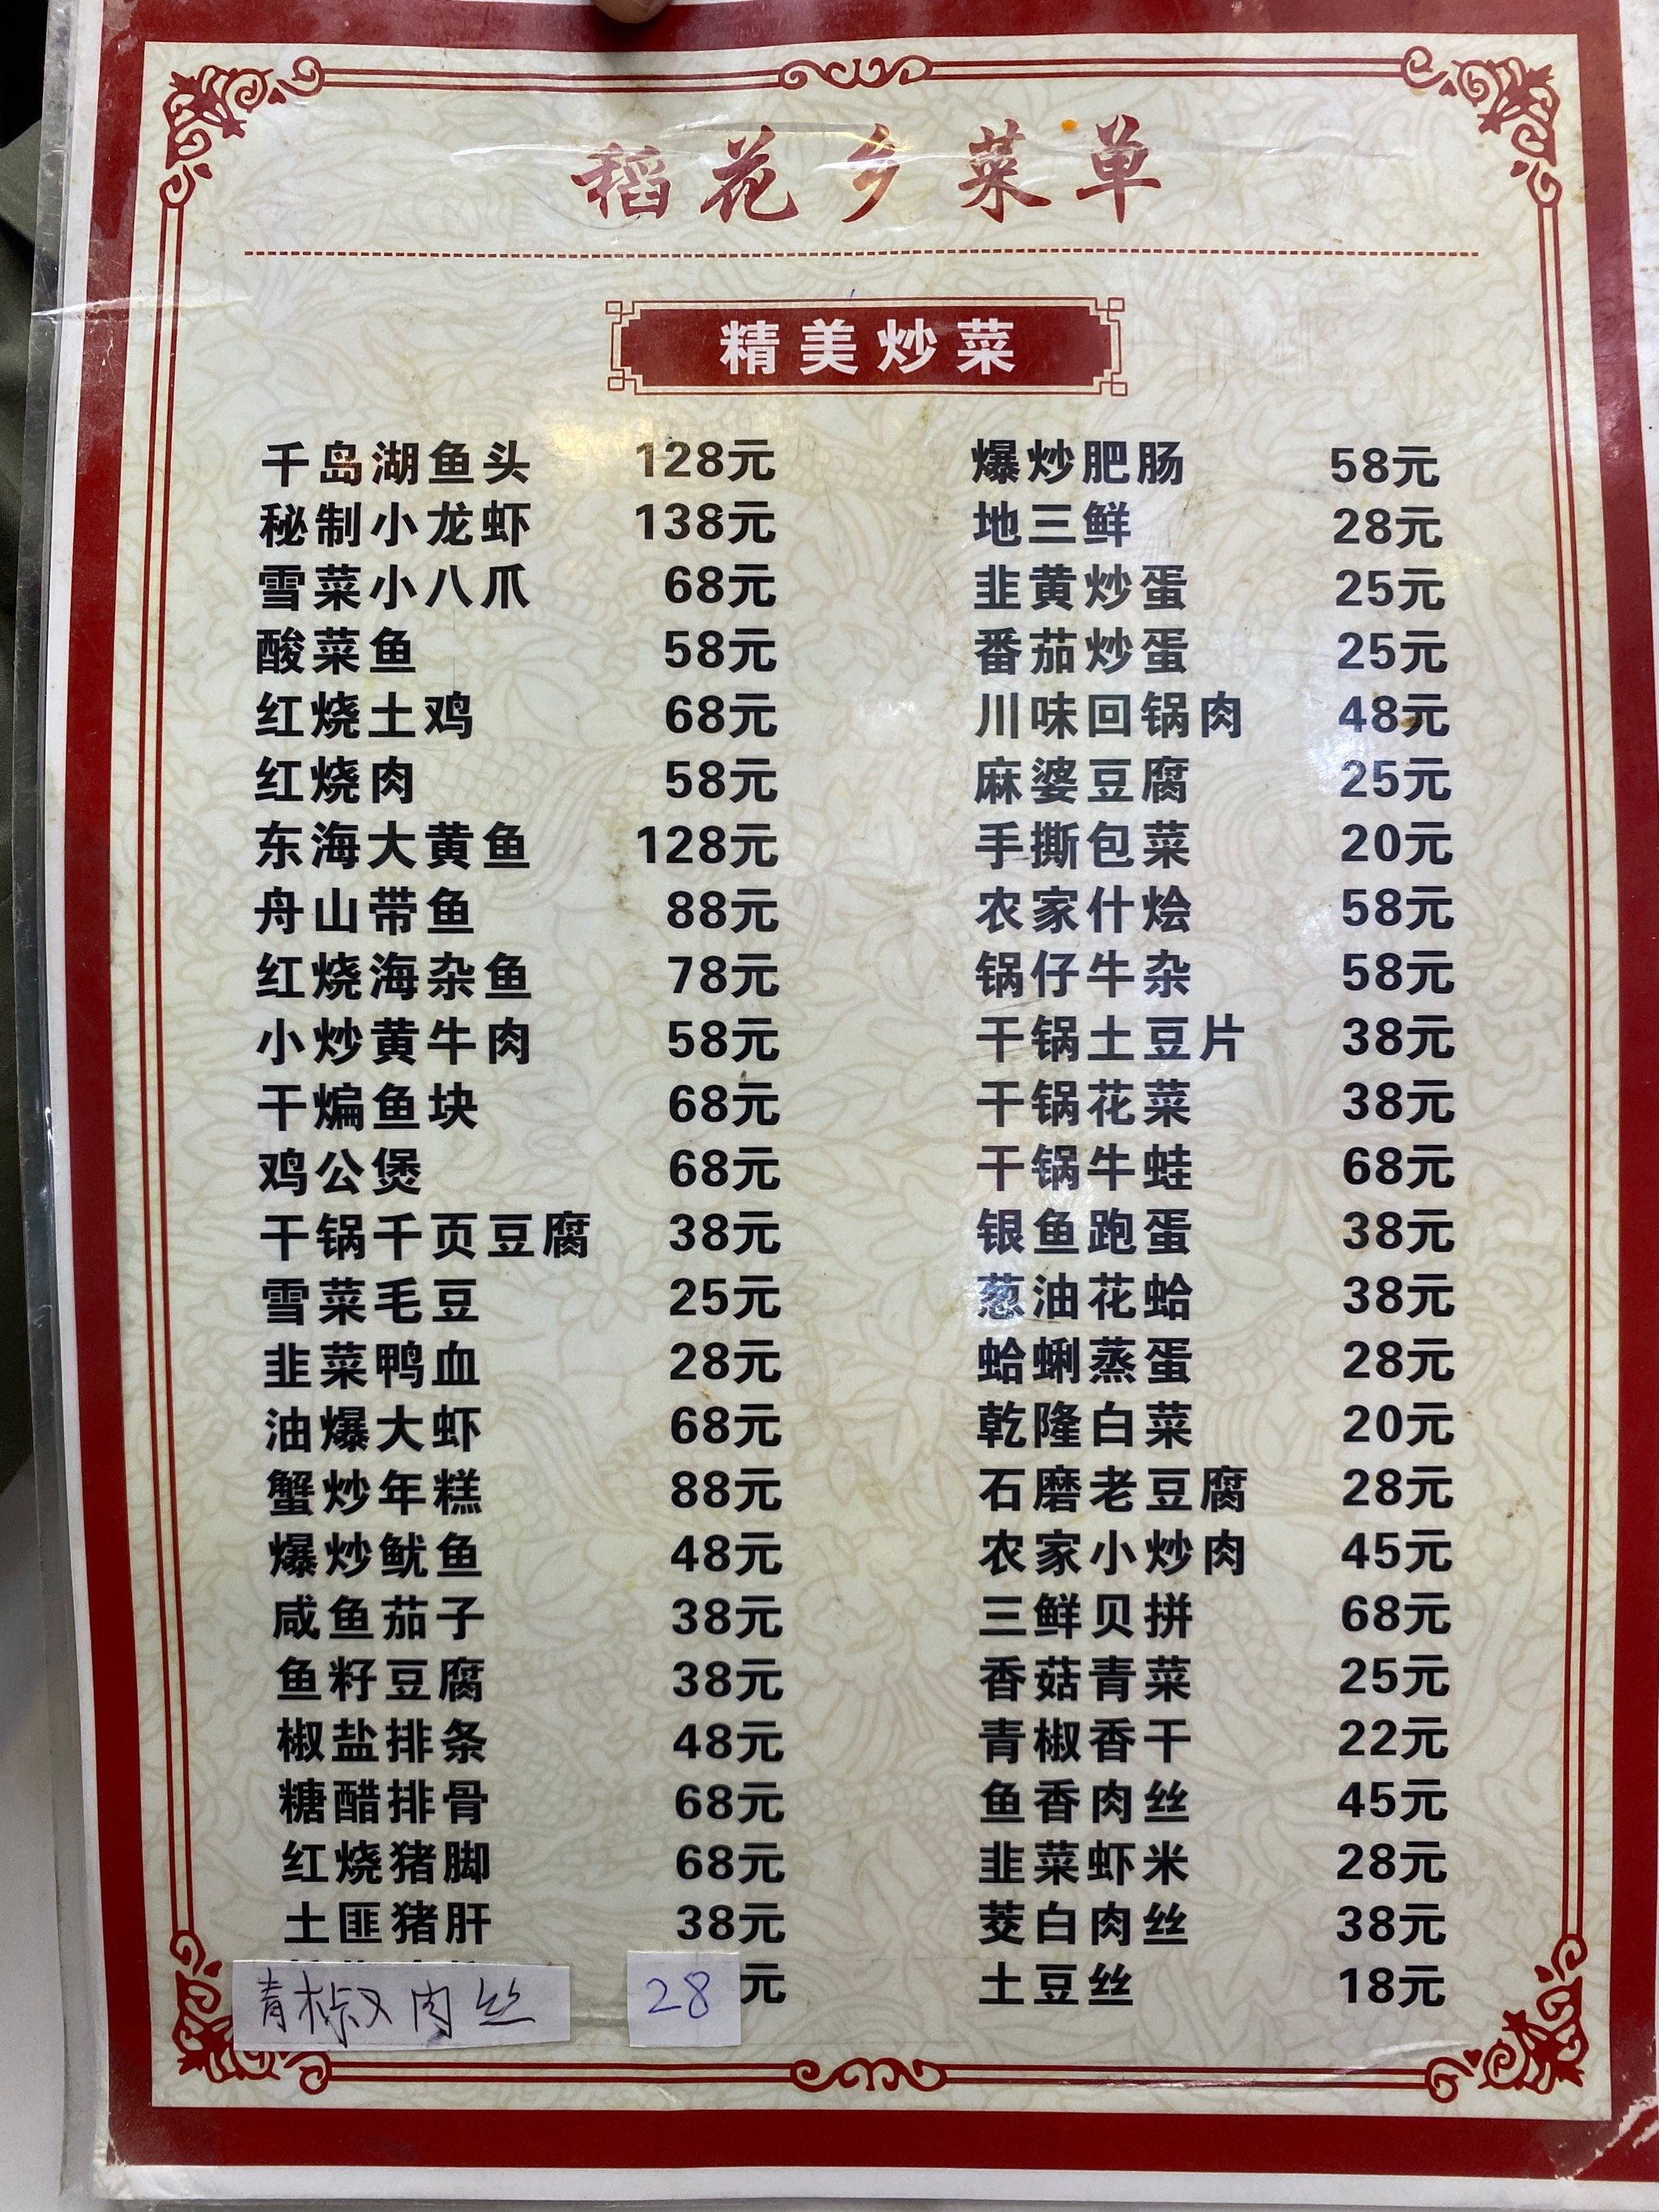 稻花乡菜单
精美炒菜
千岛湖鱼头 128元
秘制小龙虾 138元
雪菜小八爪 68元
酸菜鱼 58元
红烧土鸡 68元
红烧肉 58元
东海大黄鱼 128元
舟山带鱼 88元
红烧海杂鱼 78元
小炒黄牛肉 58元
干煸鱼块 68元
鸡公煲 68元
干锅千页豆腐 38元
雪菜毛豆 25元
韭菜鸭血 28元
油爆大虾 68元
蟹炒年糕 88元
爆炒鱿鱼 48元
咸鱼茄子 38元
鱼籽豆腐 38元
椒盐排条 48元
糖醋排骨 68元
红烧猪脚 68元
土匪猪肝 38元
青椒肉丝 28元
爆炒肥肠 58元
地三鲜 28元
韭黄炒蛋 25元
番茄炒蛋 25元
川味回锅肉 48元
麻婆豆腐 25元
手撕包菜 20元
农家什烩 58元
锅仔牛杂 58元
干锅土豆片 38元
干锅花菜 38元
干锅牛蛙 68元
银鱼跑蛋 38元
葱油花蛤 38元
蛤蜊蒸蛋 28元
乾隆白菜 20元
石磨老豆腐 28元
农家小炒肉 45元
三鲜贝拼 68元
香菇青菜 25元
青椒香干 22元
鱼香肉丝 45元
韭菜虾米 28元
茭白肉丝 38元
土豆丝 18元